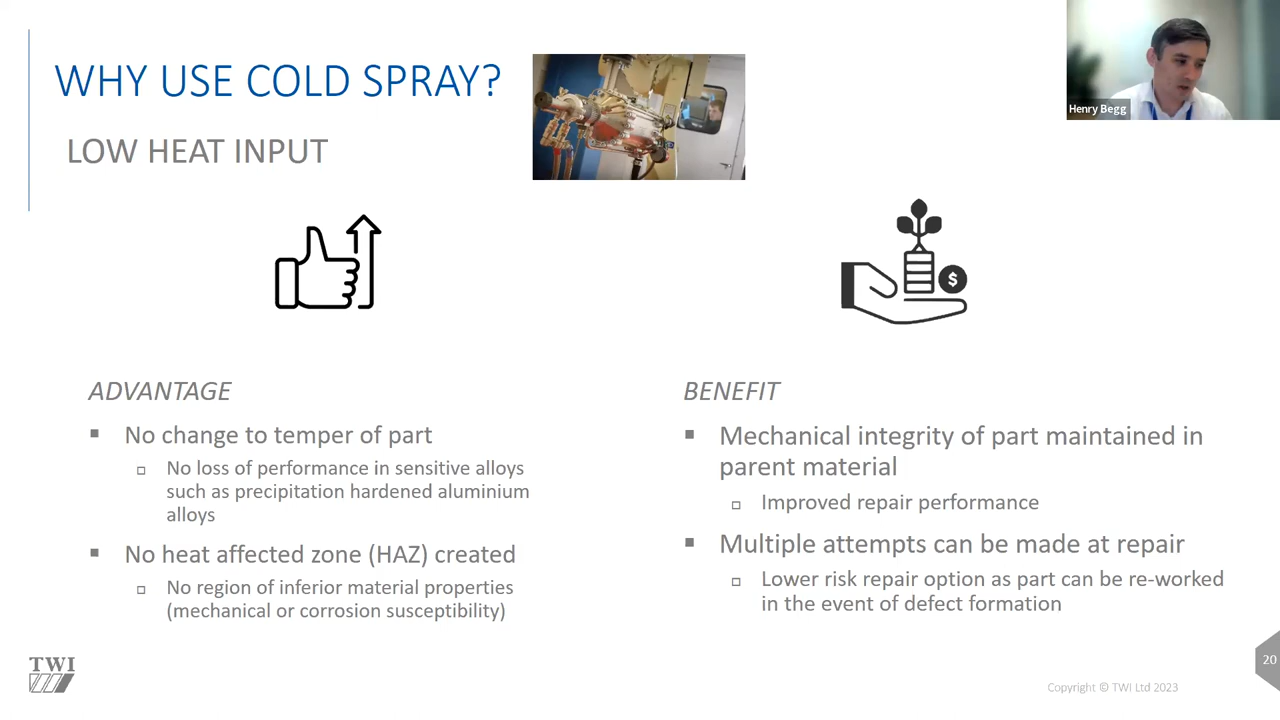 WHY USE COLD SPRAY?
LOW HEAT INPUT
Henry Begg
$
ADVANTAGE
No change to temper of part
No loss of performance in sensitive alloys
such as precipitation hardened aluminium
alloys
No heat affected zone (HAZ) created
No region of inferior material properties
(mechanical or corrosion susceptibility)
BENEFIT
Mechanical integrity of part maintained in
parent material
Improved repair performance
Multiple attempts can be made at repair
Lower risk repair option as part can be re-worked
in the event of defect formation
TWI
Copyright © TWI Ltd 2023
20